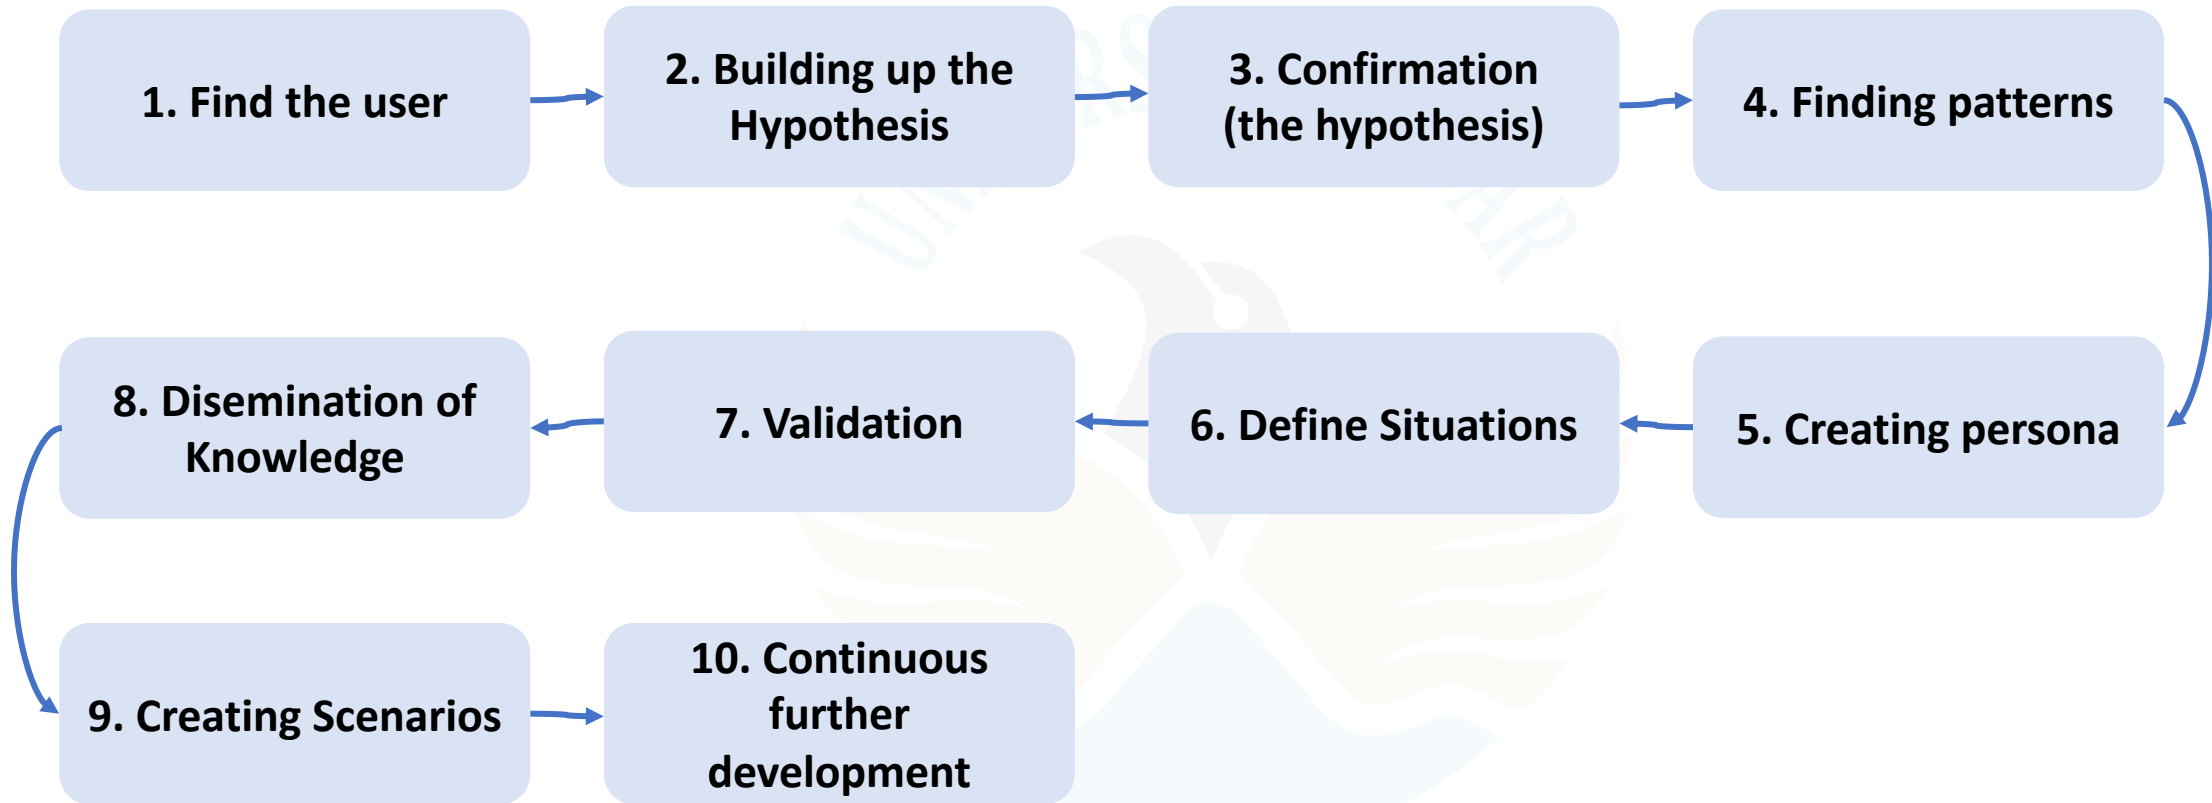 1. Find the user
2. Building up the
Hypothesis
3. Confirmation
(the hypothesis)
4. Finding patterns
8. Disemination of
Knowledge
7. Validation
6. Define Situations
5. Creating persona
9. Creating Scenarios
10. Continuous
further
development